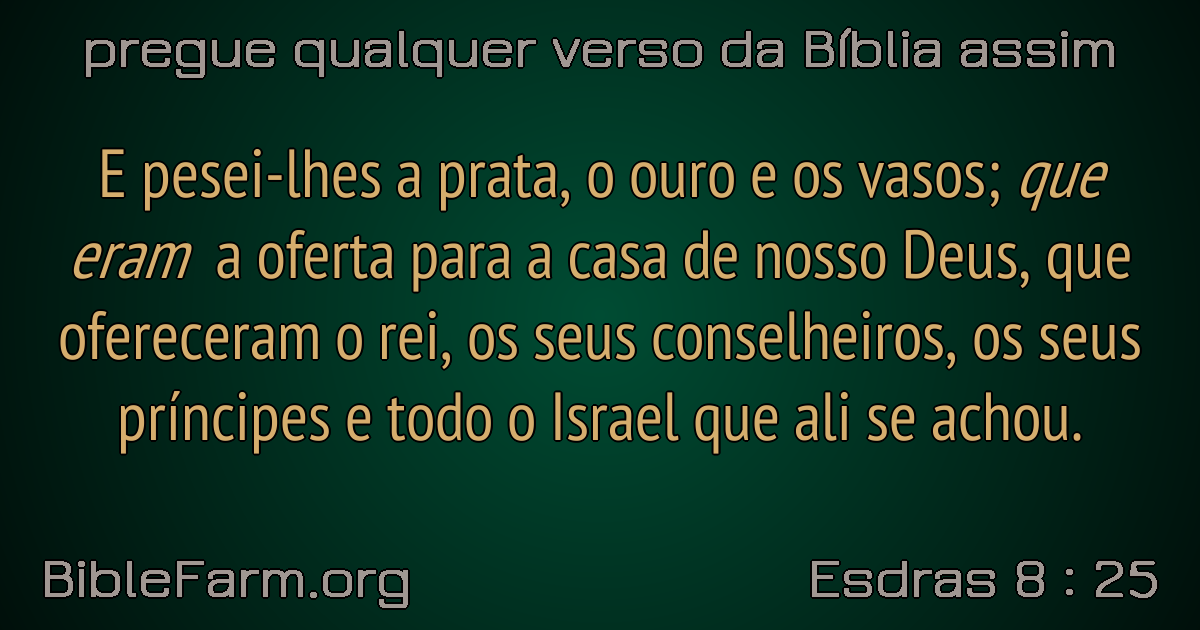 pregue qualquer verso da Bíblia assim
E pesei-lhes a prata, o ouro e os vasos; que
eram a oferta para a casa de nosso Deus, que
ofereceram o rei, os seus conselheiros, os seus
príncipes e todo o Israel que ali se achou.
BibleFarm.org
Esdras 8 : 25